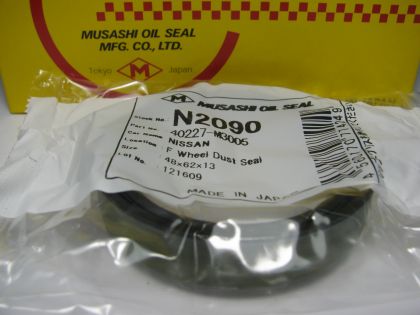 MUSASHI OIL SEAL
MFG. CO., LTD.
Tokyo M Japan
M MUSASHI OIL SEAL
Stock No. N2090
Part No. 40227-M3005
Car Name : NISSAN
Location : F Wheel Dust Seal
Size : 48x62x13
Lot No. : 121609
MADE IN JAPAN